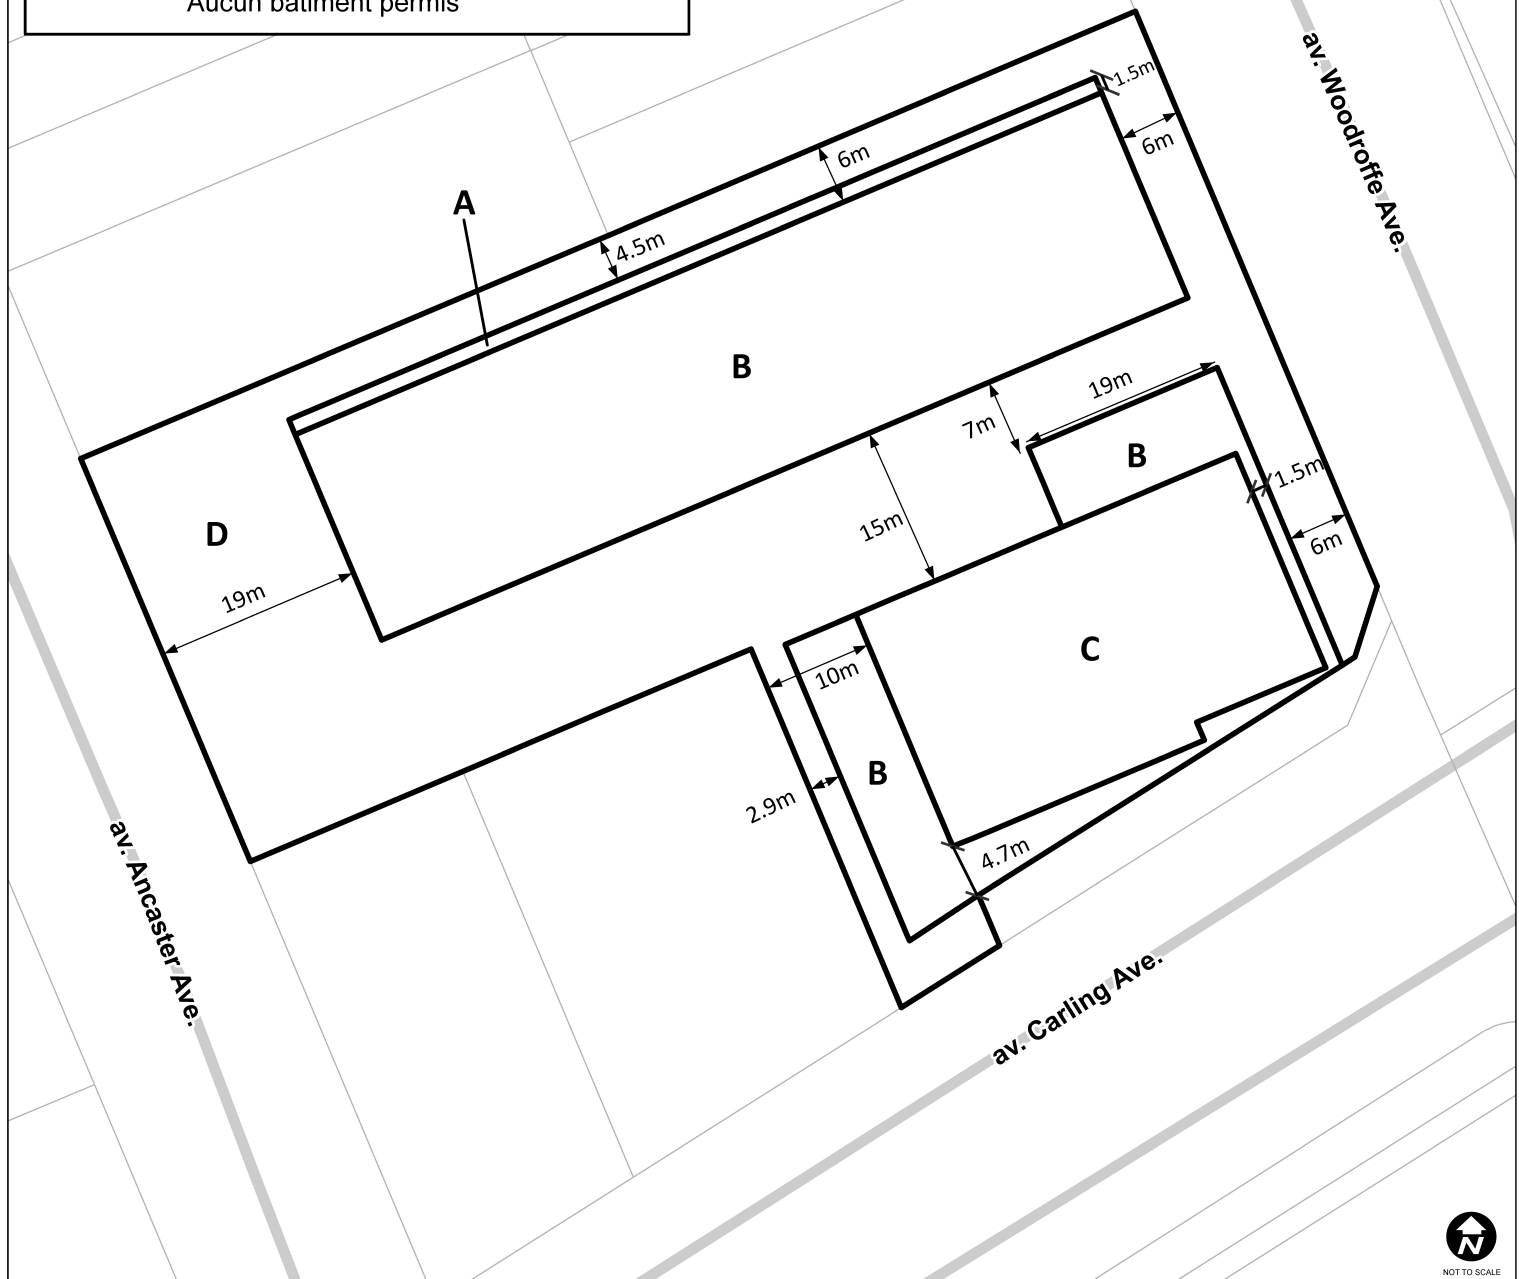 Aucun bâtiment permis
av. Woodroffe Ave.
1.5m
6m
6m
A
4.5m
B
19m
7m
B
1.5m
D
15m
6m
19m
C
10m
B
2.9m
4.7m
av. Ancaster Ave.
av. Carling Ave.
N
NOT TO SCALE